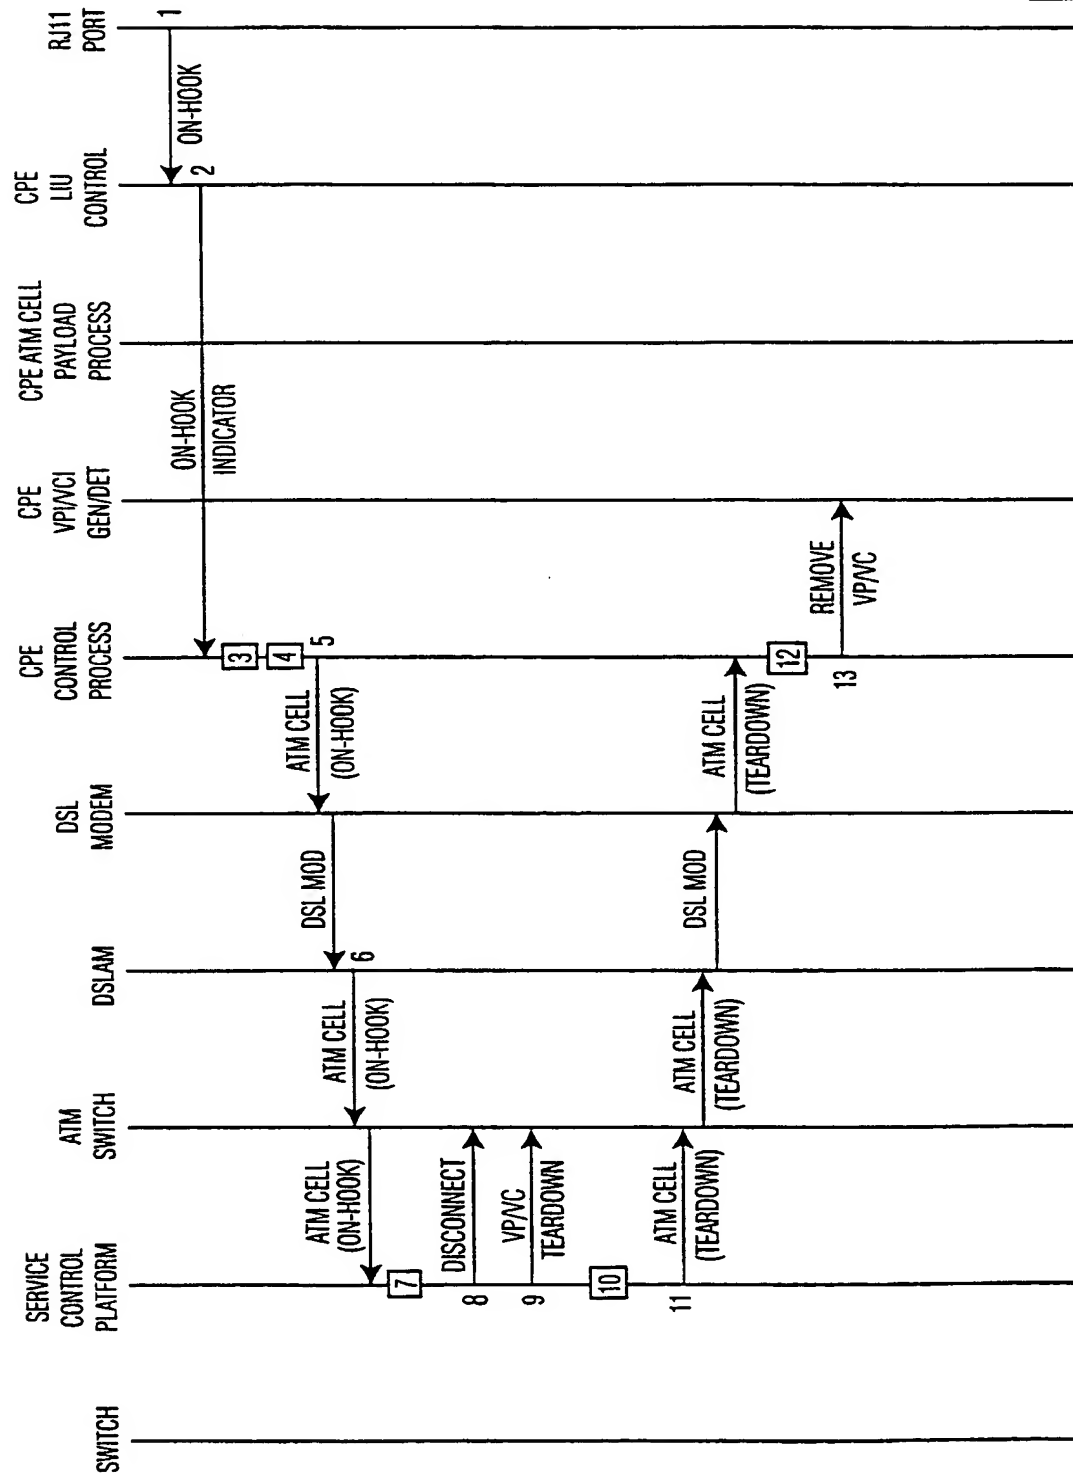 SWITCH
SERVICE
CONTROL
PLATFORM
ATM
SWITCH
DSLAM
DSL
MODEM
CPE
CONTROL
PROCESS
CPE
VPI/VCI
GEN/DET
CPE ATM CELL
PAYLOAD
PROCESS
CPE
LIU
CONTROL
RJ11
PORT
1
ON-HOOK
2
ON-HOOK
INDICATOR
3
4
5
ATM CELL
(ON-HOOK)
DSL MOD
6
ATM CELL
(ON-HOOK)
ATM CELL
(ON-HOOK)
7
8
DISCONNECT
9
VP/VC
TEARDOWN
10
11
ATM CELL
(TEARDOWN)
ATM CELL
(TEARDOWN)
DSL MOD
ATM CELL
(TEARDOWN)
12
13
REMOVE
VP/VC